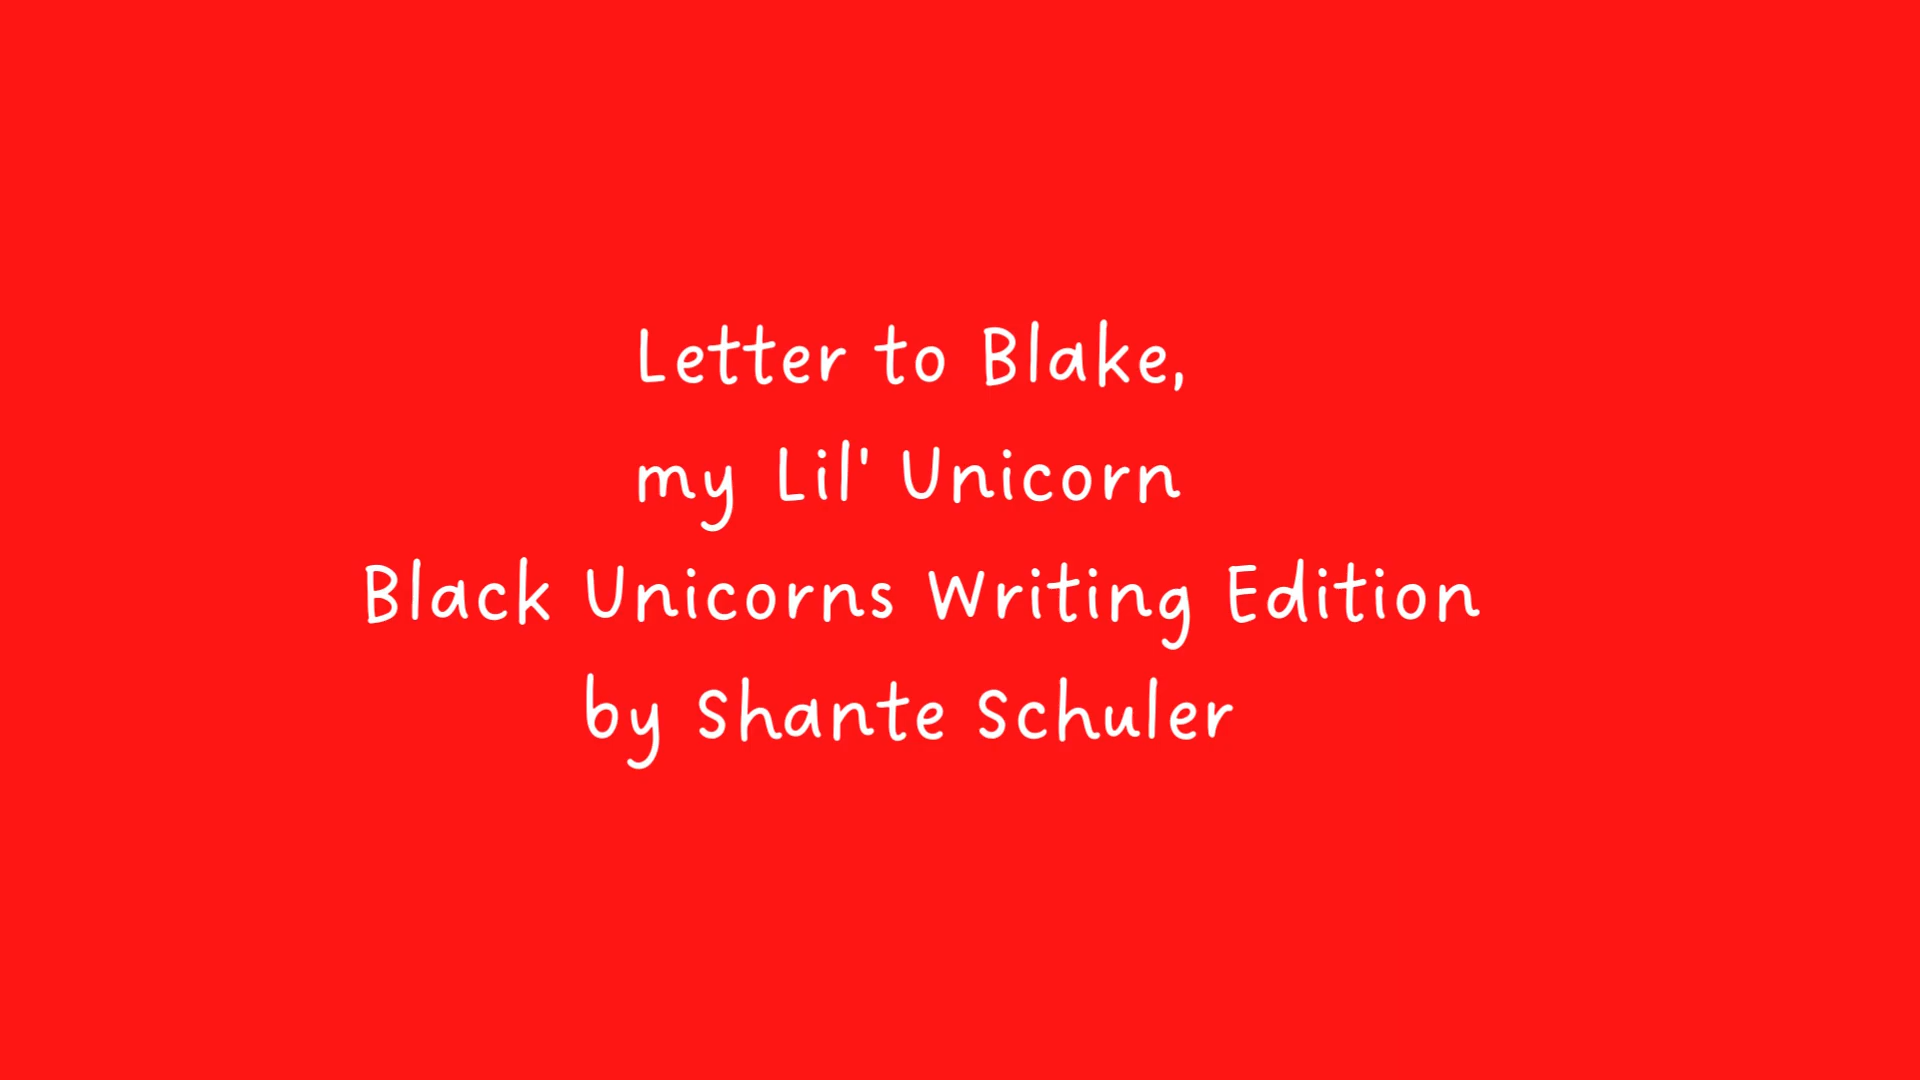 Letter to Blake,
my Lil' Unicorn
Black Unicorns Writing Edition
by Shante Schuler